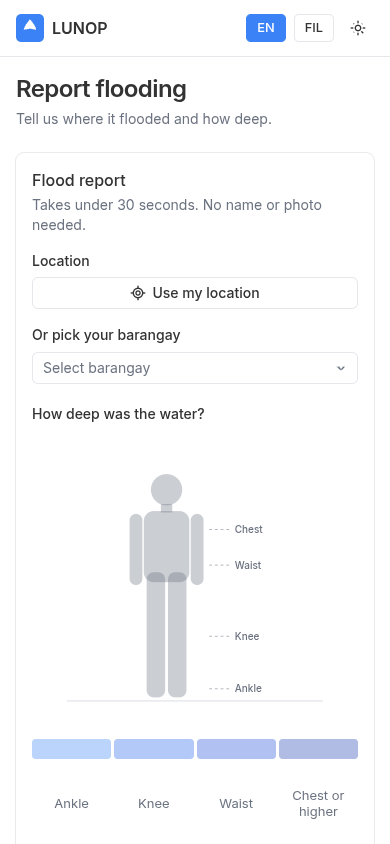 LUNOP
EN
FIL
Report flooding
Tell us where it flooded and how deep.
Flood report
Takes under 30 seconds. No name or photo
needed.
Location
Use my location
Or pick your barangay
Select barangay
How deep was the water?
Chest
Waist
Knee
Ankle
Ankle
Knee
Waist
Chest or
higher